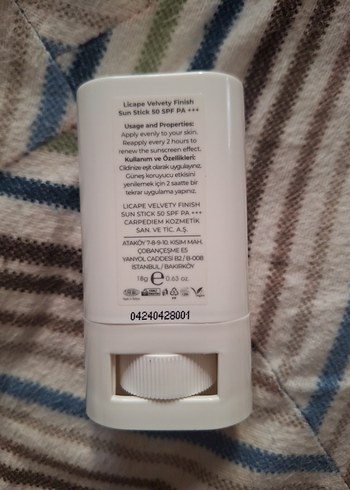 Licape Velvety Finish
Sun Stick 50 SPF PA +++
Usage and Properties:
Apply evenly to your skin.
Reapply every 2 hours to
renew the sunscreen effect.
Kullanım ve Özellikleri:
Cildinize eşit olarak uygulayınız.
Güneş koruyucu etkisini
yenilemek için 2 saatte bir
tekrar uygulama yapınız.
LICAPE VELVETY FINISH
SUN STICK 50 SPF PA +++
CARPEDIEM KOZMETİK
SAN. VE TİC. A.Ş.
ATAKÖY 7-8-9-10. KISIM MAH.
ÇOBANÇEŞME E5
YANYOL CADDESİ B2 / B-008
İSTANBUL / BAKIRKÖY
18g e 0.63 oz.
04240428001